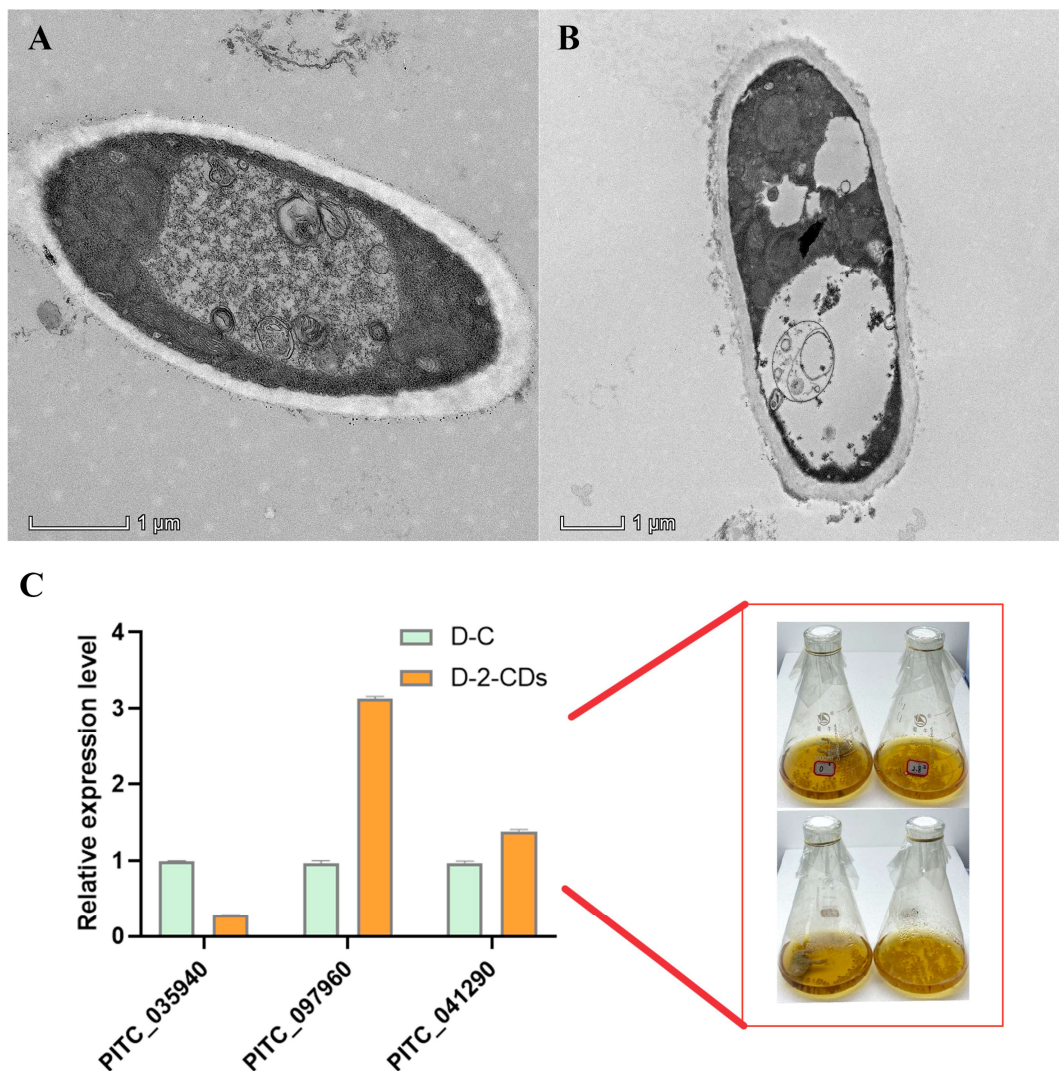 A
B
1 µm
1 µm
C
Relative expression level
4
3
2
1
0
D-C
D-2-CDs
PITC_035940
PITC_097960
PITC_041290